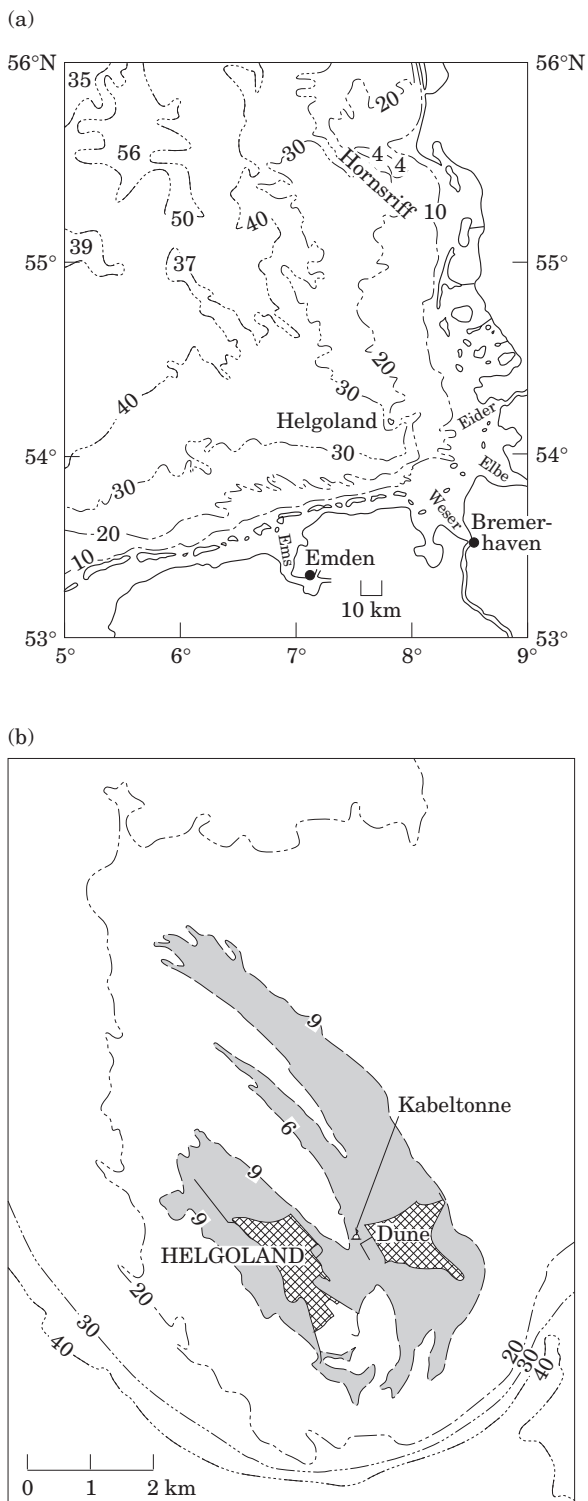 (a)
56°N
56°N
35
20
56
30
4
4
Hornsriff
10
50
40
39
55°
37
55°
20
40
30
Helgoland
Eider
54°
30
54°
Elbe
30
Weser
20
Bremer-
haven
Ems
10
Emden
10 km
53°
53°
5°
6°
7°
8°
9°
(b)
9
Kabeltonne
6
9
9
Düne
HELGOLAND
20
30
40
20
30
40
0 1 2 km